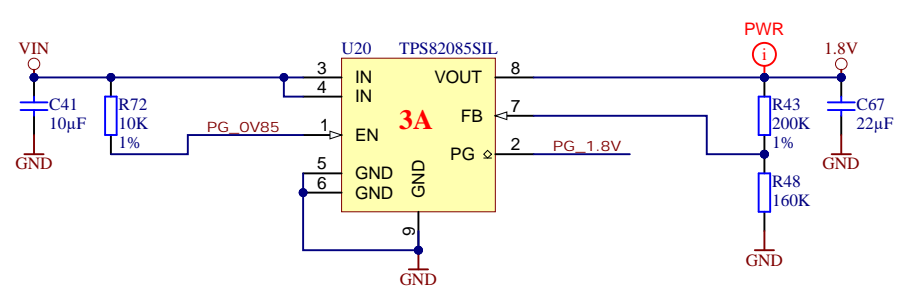 PWR
VIN
U20 TPS82085SIL
1.8V
3 IN VOUT 8
4 IN
C41
10µF
R72
10K
1%
PG_0V85
1 EN
3A
FB 7
R43
200K
1%
C67
22µF
PG 2
PG_1.8V
GND
GND
5 GND
6 GND
GND
R48
160K
9
GND
GND
i